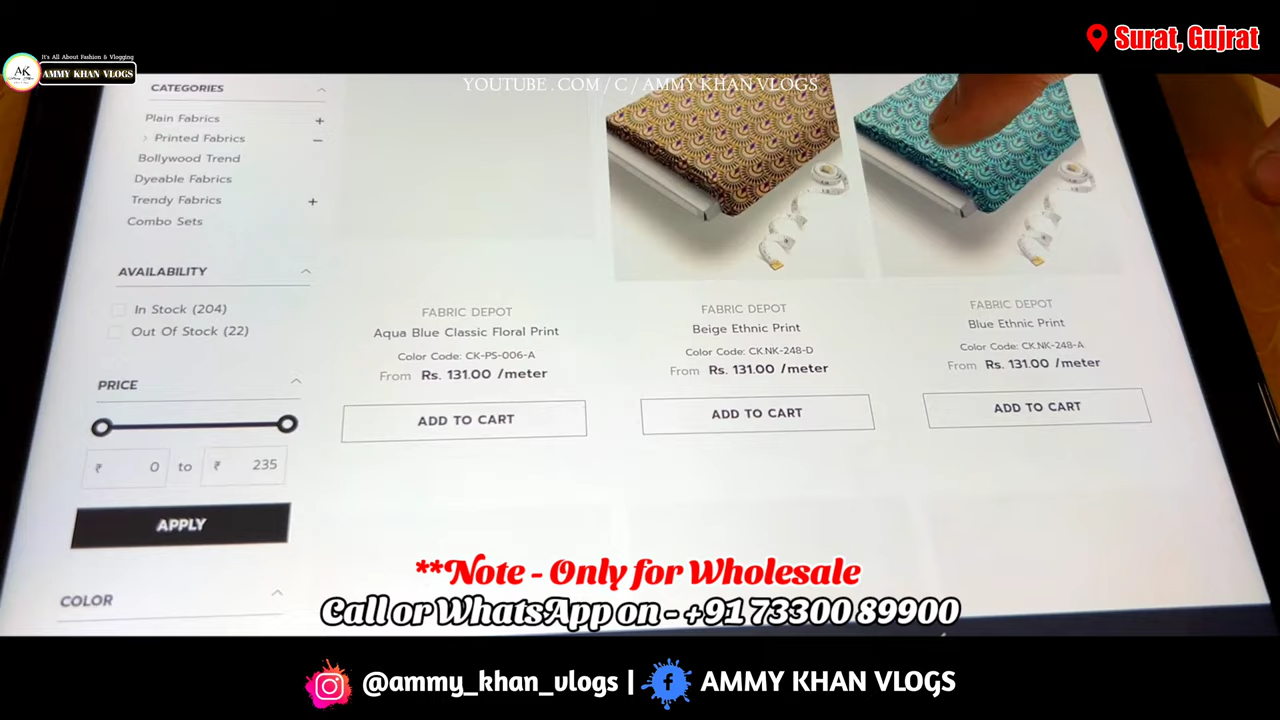 Surat, Gujrat
It's All About Fashion & Vlogging
AK
AMMY KHAN VLOGS
YOUTUBE . COM / C / AMMY KHAN VLOGS
CATEGORIES
Plain Fabrics +
> Printed Fabrics −
Bollywood Trend
Dyeable Fabrics
Trendy Fabrics +
Combo Sets
AVAILABILITY
In Stock (204)
Out Of Stock (22)
PRICE
₹ 0 to ₹ 235
APPLY
COLOR
FABRIC DEPOT
Aqua Blue Classic Floral Print
Color Code: CK-PS-006-A
From Rs. 131.00 /meter
ADD TO CART
FABRIC DEPOT
Beige Ethnic Print
Color Code: CK.NK-248-D
From Rs. 131.00 /meter
ADD TO CART
FABRIC DEPOT
Blue Ethnic Print
Color Code: CK.NK-248-A
From Rs. 131.00 /meter
ADD TO CART
**Note - Only for Wholesale
Call or WhatsApp on - +91 73300 89900
@ammy_khan_vlogs | f AMMY KHAN VLOGS